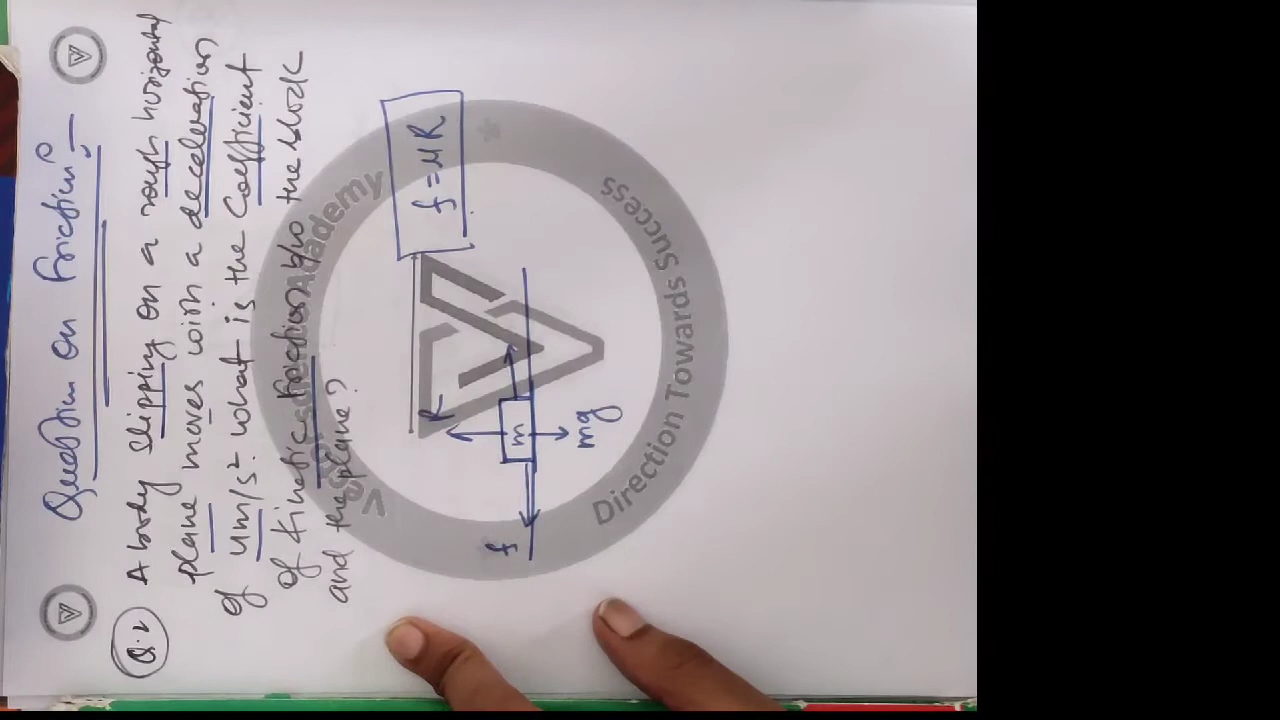 Question on friction:-
Q.2 A body slipping on a rough horizontal
plane moves with a deceleration
of 4m/s². what is the Coefficient
of kinetic friction b/w the block
and the plane?
f = μR
R
f
m
mg
Academy
Direction Towards Success